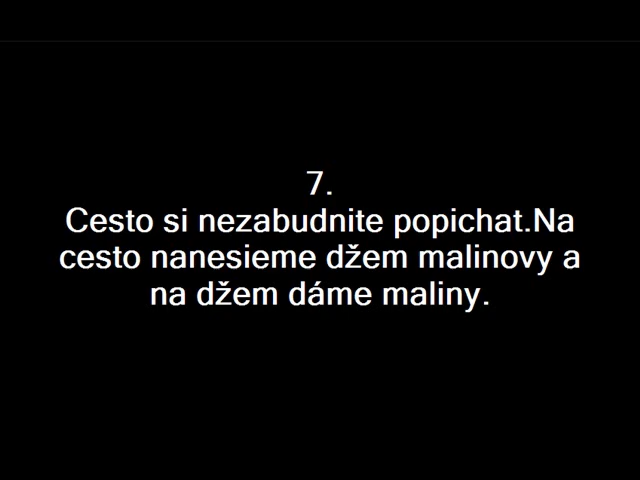 7.
Cesto si nezabudnite popichat.Na
cesto nanesieme džem malinovy a
na džem dáme maliny.